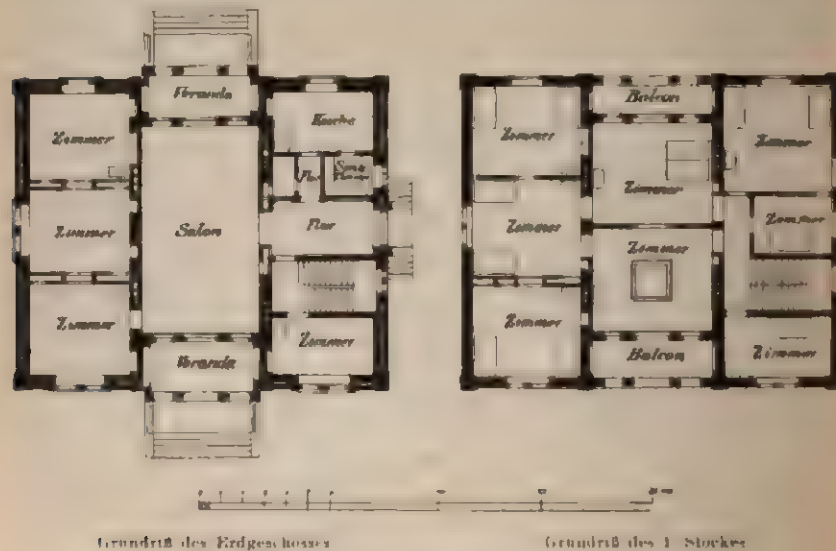 Veranda
Zimmer
Küche
Flur
Zimmer
Salon
Flur
Zimmer
Zimmer
Veranda
Balcon
Zimmer
Zimmer
Zimmer
Zimmer
Zimmer
Zimmer
Zimmer
Balcon
Zimmer
Grundriß des Erdgeschosses
Grundriß des 1. Stockes